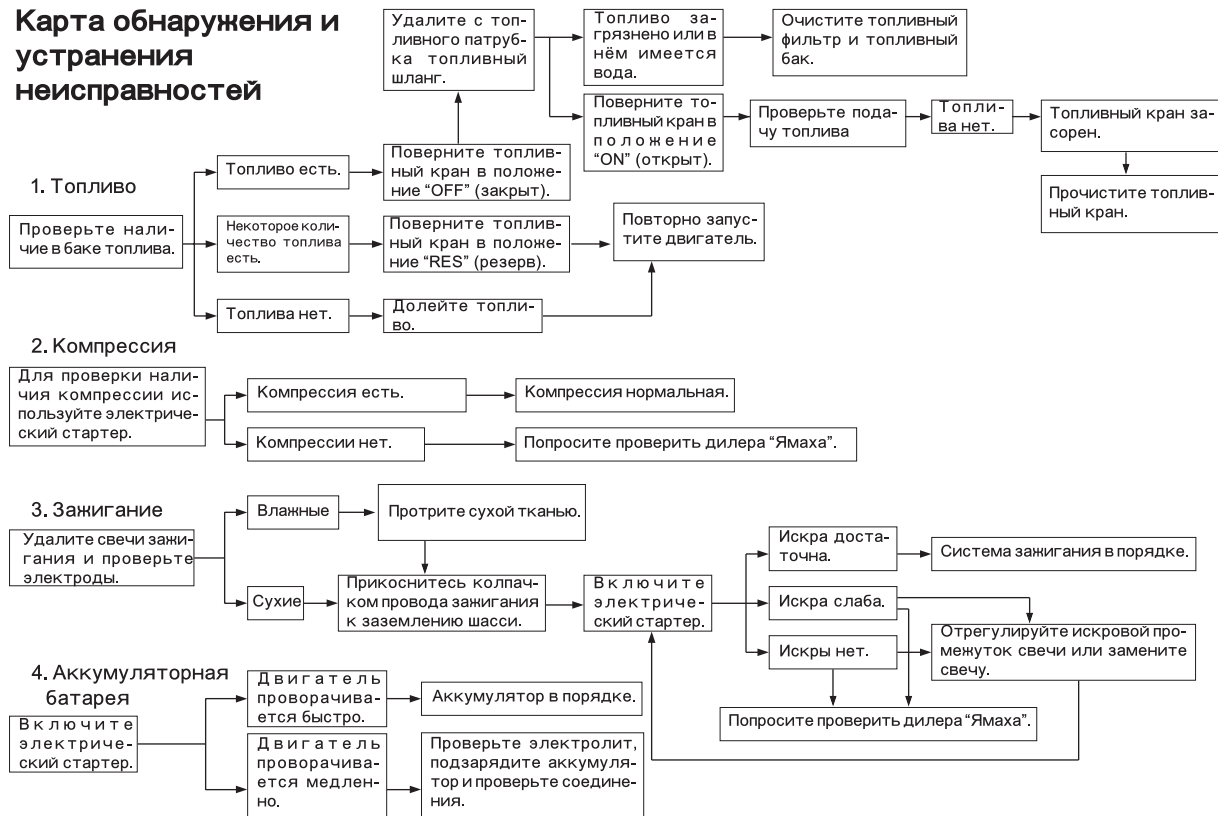 Карта обнаружения и
устранения
неисправностей
Удалите с топ-
ливного патруб-
ка топливный
шланг.
Топливо за-
грязнено или в
нём имеется
вода.
Очистите топливный
фильтр и топливный
бак.
Поверните то-
пливный кран в
положение
“ON” (открыт).
Проверьте пода-
чу топлива
Топли-
ва нет.
Топливный кран за-
сорен.
Прочистите топлив-
ный кран.
1. Топливо
Проверьте нали-
чие в баке топлива.
Топливо есть.
Поверните топлив-
ный кран в положе-
ние “OFF” (закрыт).
Некоторое коли-
чество топлива
есть.
Поверните топлив-
ный кран в положе-
ние “RES” (резерв).
Повторно запус-
тите двигатель.
Топлива нет.
Долейте топли-
во.
2. Компрессия
Для проверки нали-
чия компрессии ис-
пользуйте электриче-
ский стартер.
Компрессия есть.
Компрессия нормальная.
Компрессии нет.
Попросите проверить дилера “Ямаха”.
3. Зажигание
Удалите свечи зажи-
гания и проверьте
электроды.
Влажные
Протрите сухой тканью.
Сухие
Прикоснитесь колпач-
ком провода зажигания
к заземлению шасси.
Включите
электриче-
ский стартер.
Искра доста-
точна.
Система зажигания в порядке.
Искра слаба.
Искры нет.
Отрегулируйте искровой про-
межуток свечи или замените
свечу.
Попросите проверить дилера “Ямаха”.
4. Аккумуляторная
батарея
Включите
электриче-
ский стартер.
Двигатель
проворачива-
ется быстро.
Аккумулятор в порядке.
Двигатель
проворачива-
ется медлен-
но.
Проверьте электролит,
подзарядите аккумуля-
тор и проверьте соедине-
ния.